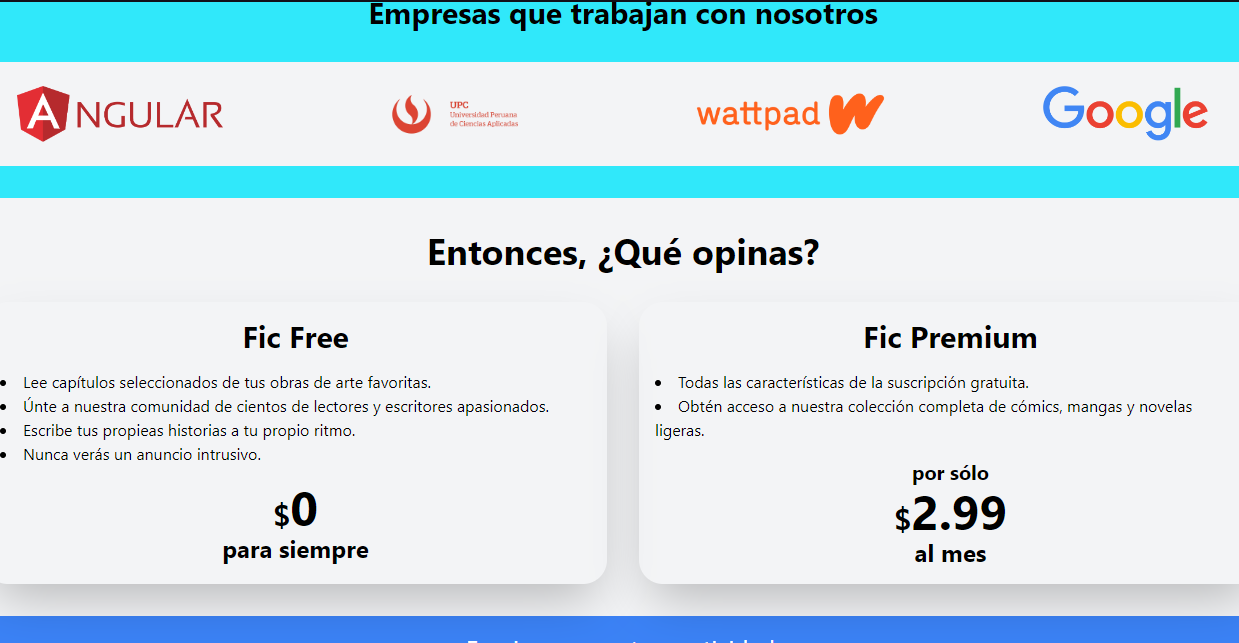 Empresas que trabajan con nosotros
ANGULAR
UPC
Universidad Peruana
de Ciencias Aplicadas
wattpad
Google
Entonces, ¿Qué opinas?
Fic Free
• Lee capítulos seleccionados de tus obras de arte favoritas.
• Únte a nuestra comunidad de cientos de lectores y escritores apasionados.
• Escribe tus propieas historias a tu propio ritmo.
• Nunca verás un anuncio intrusivo.
$0
para siempre
Fic Premium
• Todas las características de la suscripción gratuita.
• Obtén acceso a nuestra colección completa de cómics, mangas y novelas
ligeras.
por sólo
$2.99
al mes